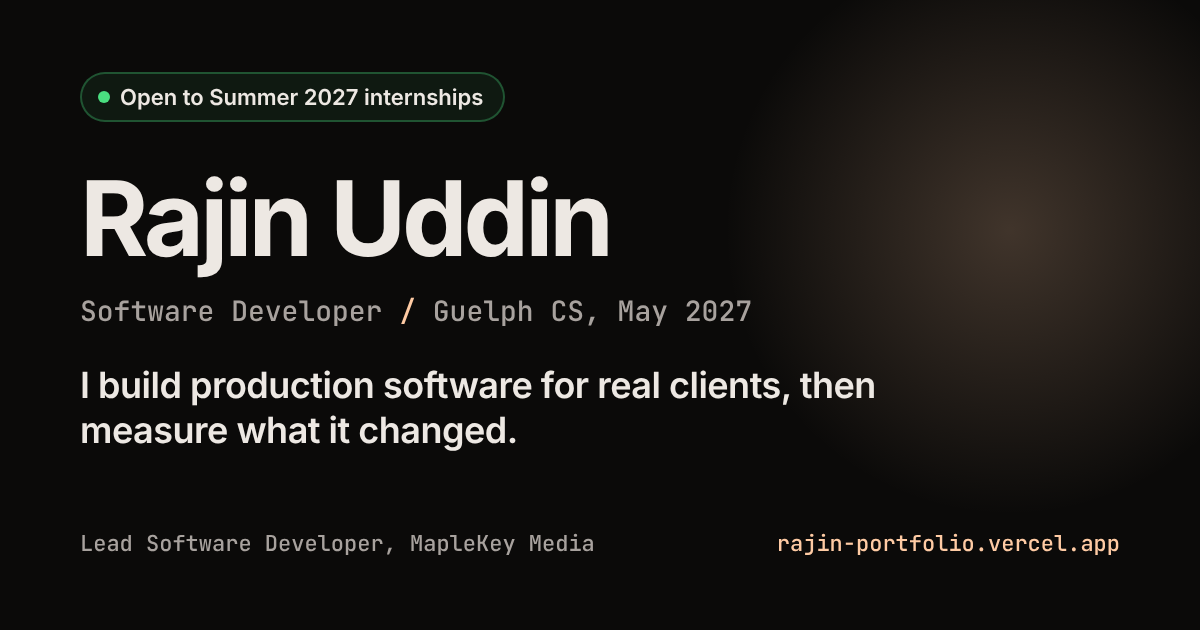 Open to Summer 2027 internships
Rajin Uddin
Software Developer / Guelph CS, May 2027
I build production software for real clients, then
measure what it changed.
Lead Software Developer, MapleKey Media
rajin-portfolio.vercel.app